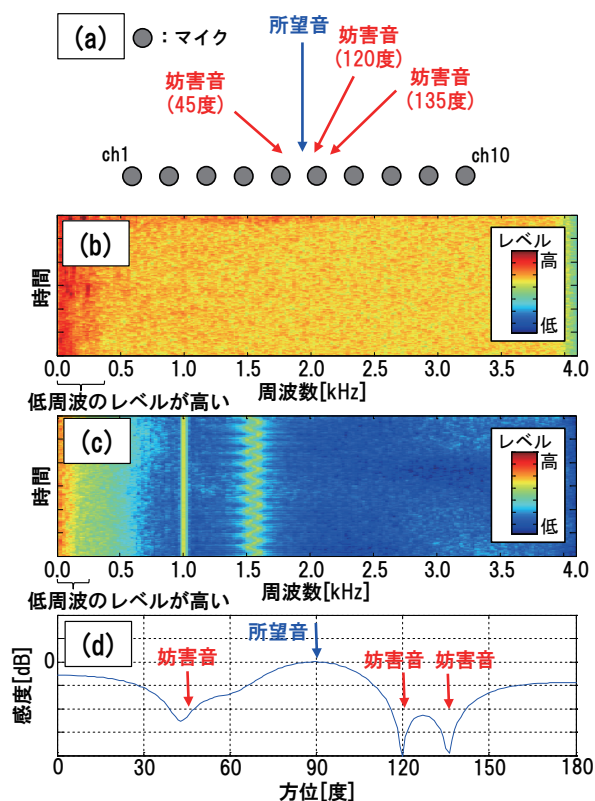 (a)
：マイク
所望音
妨害音
(120度)
妨害音
(45度)
妨害音
(135度)
ch1
ch10
(b)
時間
レベル
高
低
0.0 0.5 1.0 1.5 2.0 2.5 3.0 3.5 4.0
周波数[kHz]
低周波のレベルが高い
(c)
時間
レベル
高
低
0.0 0.5 1.0 1.5 2.0 2.5 3.0 3.5 4.0
周波数[kHz]
低周波のレベルが高い
(d)
所望音
妨害音
妨害音
妨害音
感度[dB]
0
0 30 60 90 120 150 180
方位[度]